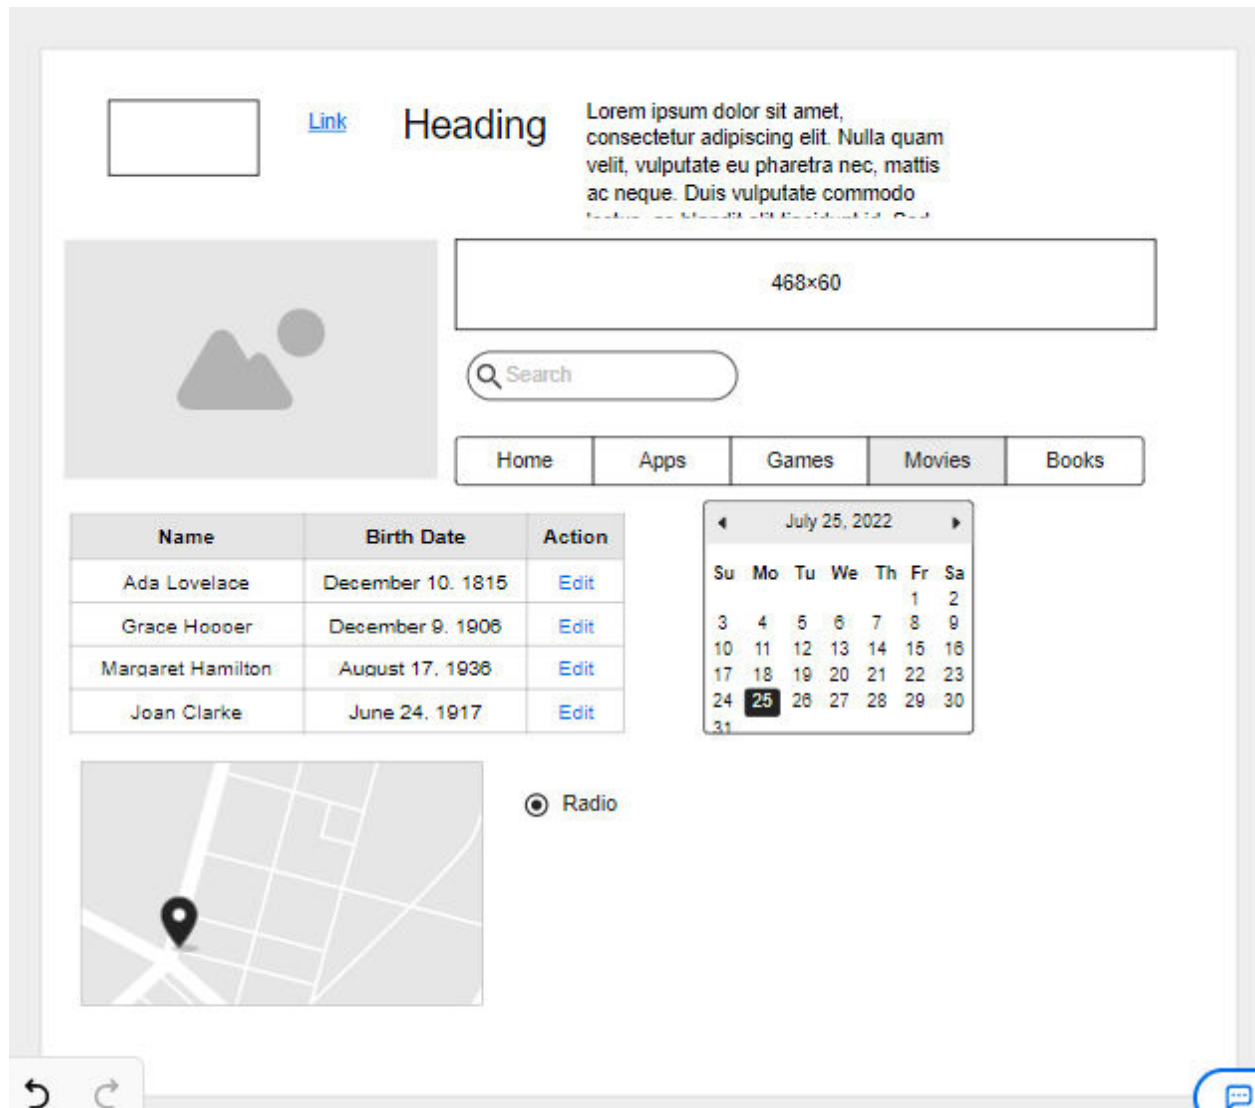 Link
Heading
Lorem ipsum dolor sit amet,
consectetur adipiscing elit. Nulla quam
velit, vulputate eu pharetra nec, mattis
ac neque. Duis vulputate commodo
468×60
Search
Home Apps Games Movies Books
Name Birth Date Action
Ada Lovelace December 10, 1815 Edit
Grace Hopper December 9, 1906 Edit
Margaret Hamilton August 17, 1936 Edit
Joan Clarke June 24, 1917 Edit
July 25, 2022
Su Mo Tu We Th Fr Sa
1 2
3 4 5 6 7 8 9
10 11 12 13 14 15 16
17 18 19 20 21 22 23
24 25 26 27 28 29 30
31
Radio